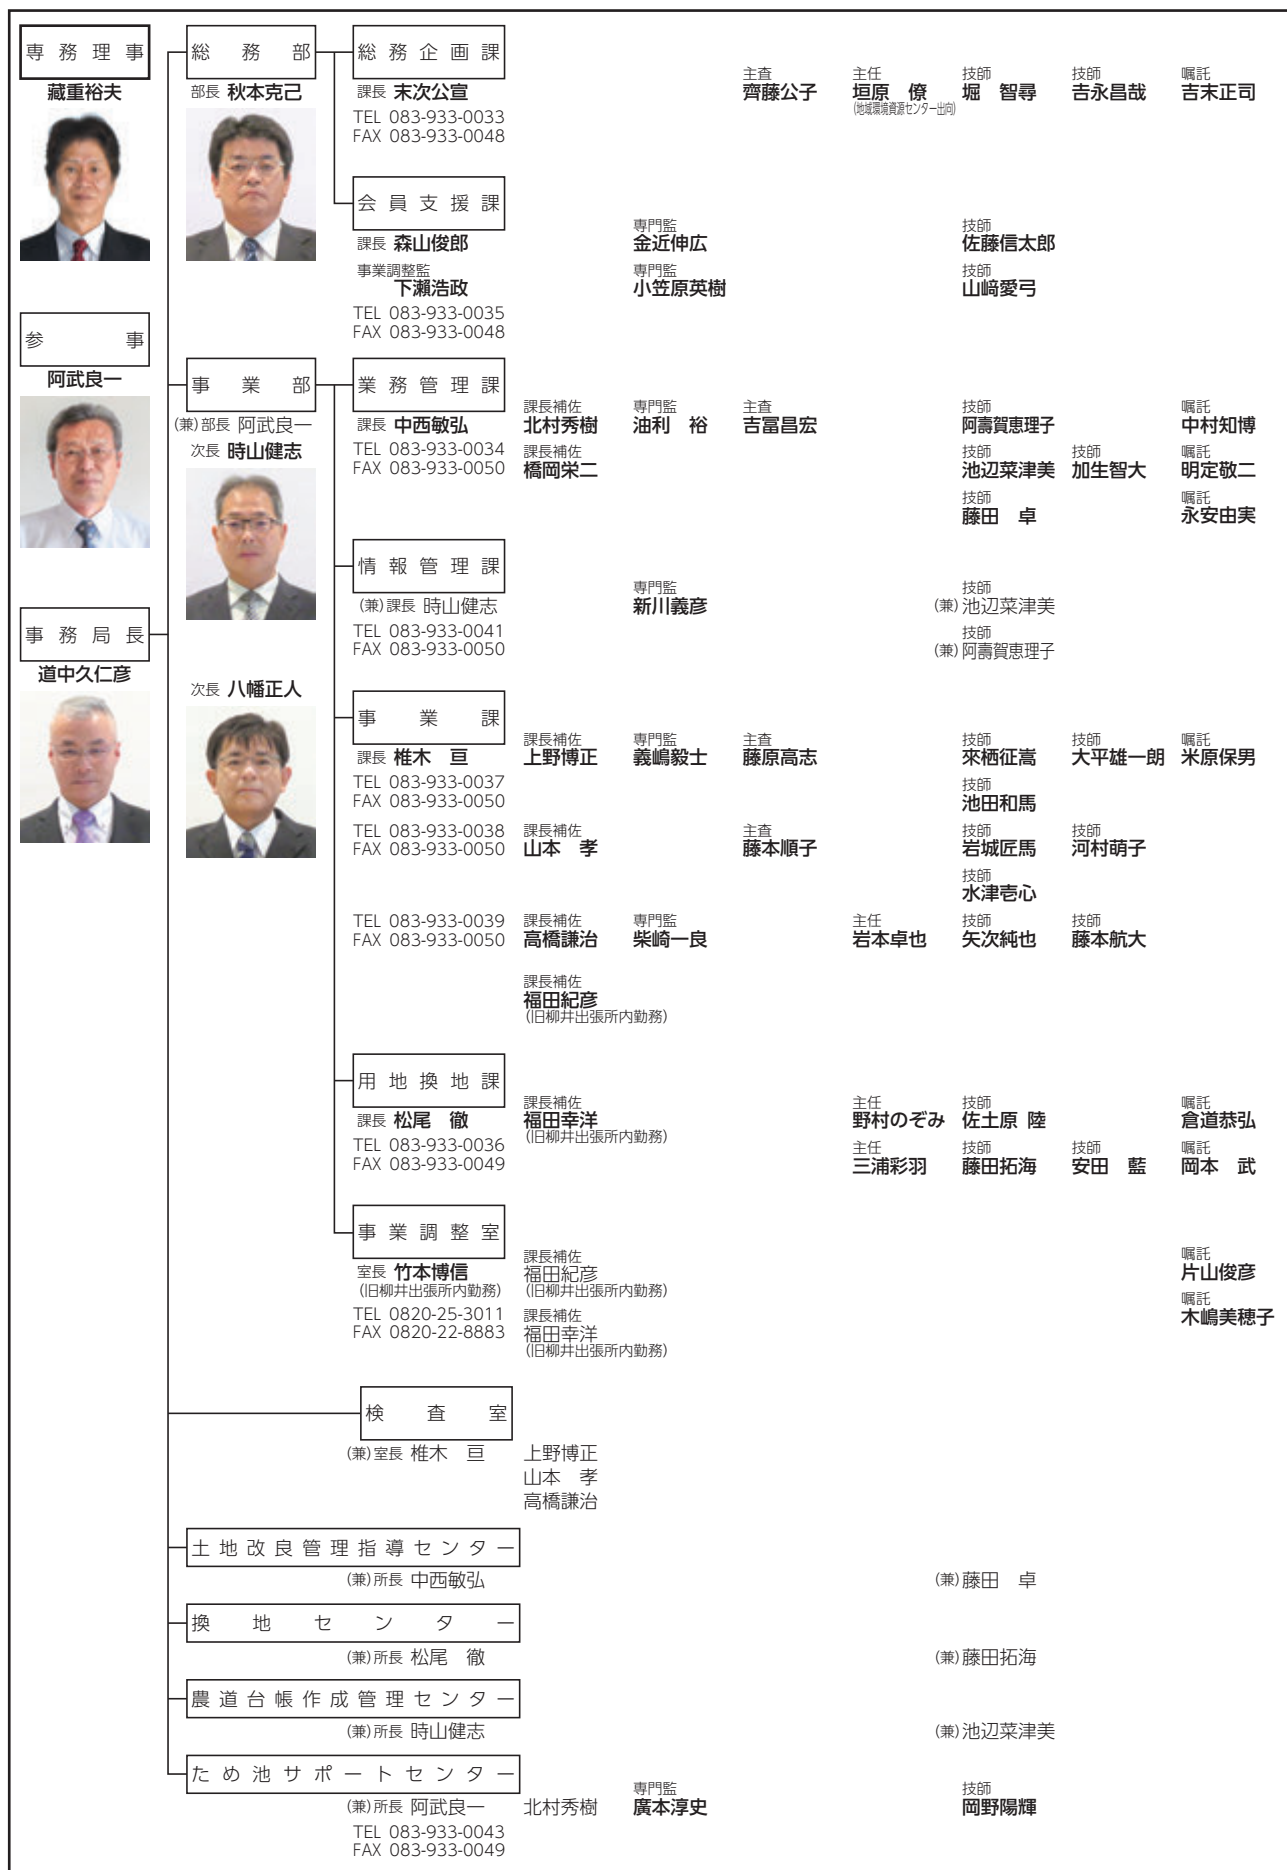 専務理事
藏重裕夫
参事
阿武良一
事務局長
道中久仁彦
総務部
部長 秋本克己
総務企画課
課長 末次公宣
TEL 083-933-0033
FAX 083-933-0048
主査
齊藤公子
主任
垣原 僚
(地域環境資源センター出向)
技師
堀 智尋
技師
吉永昌哉
嘱託
吉末正司
会員支援課
課長 森山俊郎
事業調整監
下瀨浩政
TEL 083-933-0035
FAX 083-933-0048
専門監
金近伸広
専門監
小笠原英樹
技師
佐藤信太郎
技師
山﨑愛弓
事業部
(兼)部長 阿武良一
次長 時山健志
次長 八幡正人
業務管理課
課長 中西敏弘
TEL 083-933-0034
FAX 083-933-0050
課長補佐
北村秀樹
課長補佐
橋岡栄二
専門監
油利 裕
主査
吉冨昌宏
技師
阿壽賀恵理子
技師
池辺菜津美
技師
加生智大
技師
藤田 卓
嘱託
中村知博
嘱託
明定敬二
嘱託
永安由実
情報管理課
(兼)課長 時山健志
TEL 083-933-0041
FAX 083-933-0050
専門監
新川義彦
技師
(兼)池辺菜津美
技師
(兼)阿壽賀恵理子
事業課
課長 椎木 亘
TEL 083-933-0037
FAX 083-933-0050
課長補佐
上野博正
専門監
義嶋毅士
主査
藤原高志
技師
來栖征嵩
技師
大平雄一朗
嘱託
米原保男
技師
池田和馬
TEL 083-933-0038
FAX 083-933-0050
課長補佐
山本 孝
主査
藤本順子
技師
岩城匠馬
技師
河村萌子
技師
水津壱心
TEL 083-933-0039
FAX 083-933-0050
課長補佐
高橋謙治
専門監
柴崎一良
主任
岩本卓也
技師
矢次純也
技師
藤本航大
課長補佐
福田紀彦
(旧柳井出張所内勤務)
用地換地課
課長 松尾 徹
TEL 083-933-0036
FAX 083-933-0049
課長補佐
福田幸洋
(旧柳井出張所内勤務)
主任
野村のぞみ
技師
佐土原 陸
嘱託
倉道恭弘
主任
三浦彩羽
技師
藤田拓海
技師
安田 藍
嘱託
岡本 武
事業調整室
室長 竹本博信
(旧柳井出張所内勤務)
TEL 0820-25-3011
FAX 0820-22-8883
課長補佐
福田紀彦
(旧柳井出張所内勤務)
課長補佐
福田幸洋
(旧柳井出張所内勤務)
嘱託
片山俊彦
嘱託
木嶋美穂子
検査室
(兼)室長 椎木 亘
上野博正
山本 孝
高橋謙治
土地改良管理指導センター
(兼)所長 中西敏弘
(兼)藤田 卓
換地センター
(兼)所長 松尾 徹
(兼)藤田拓海
農道台帳作成管理センター
(兼)所長 時山健志
(兼)池辺菜津美
ため池サポートセンター
(兼)所長 阿武良一
TEL 083-933-0043
FAX 083-933-0049
北村秀樹
専門監
廣本淳史
技師
岡野陽輝